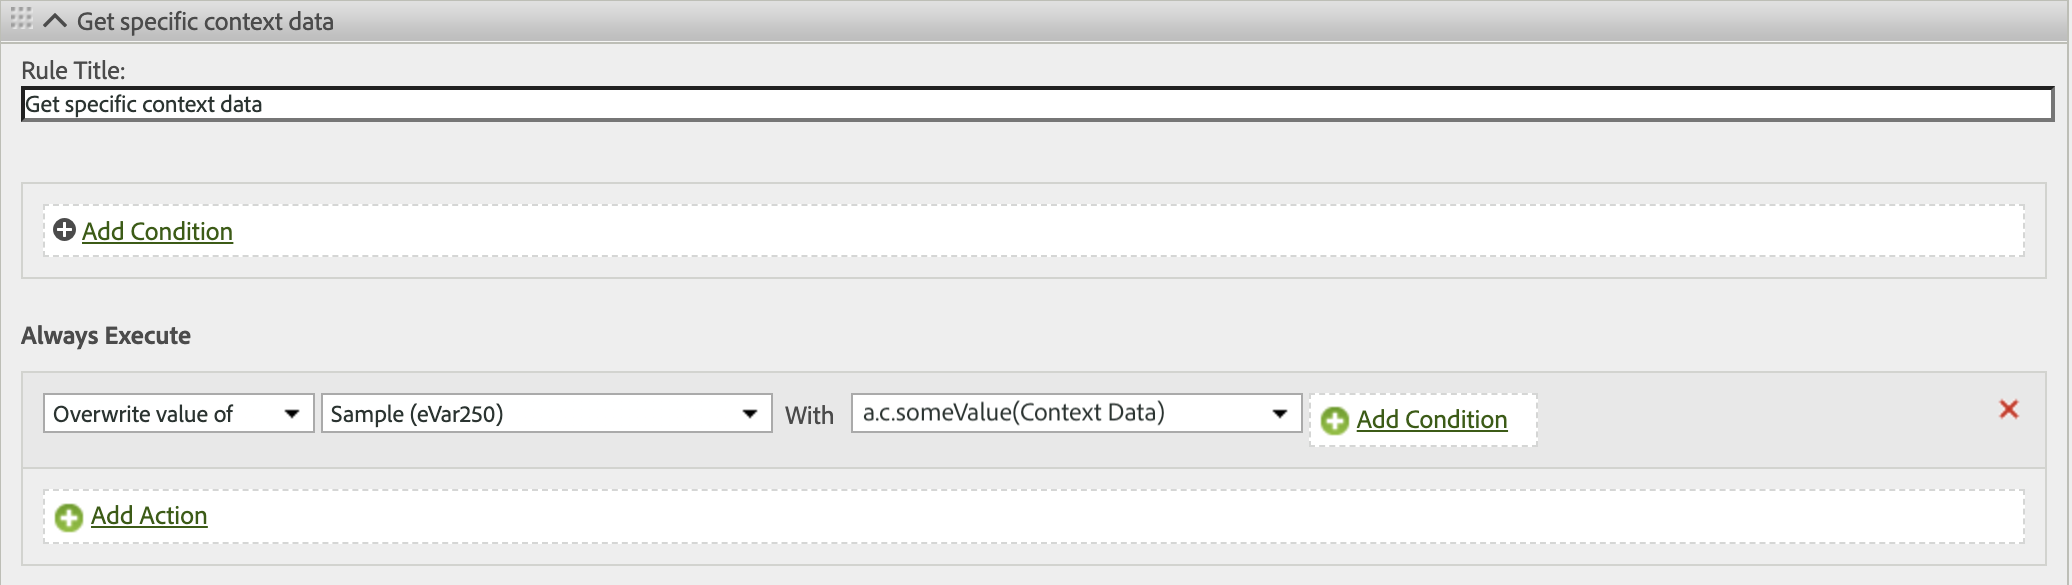 Get specific context data
Rule Title:
Get specific context data
Add Condition
Always Execute
Overwrite value of Sample (eVar250) With a.c.someValue(Context Data) Add Condition
Add Action